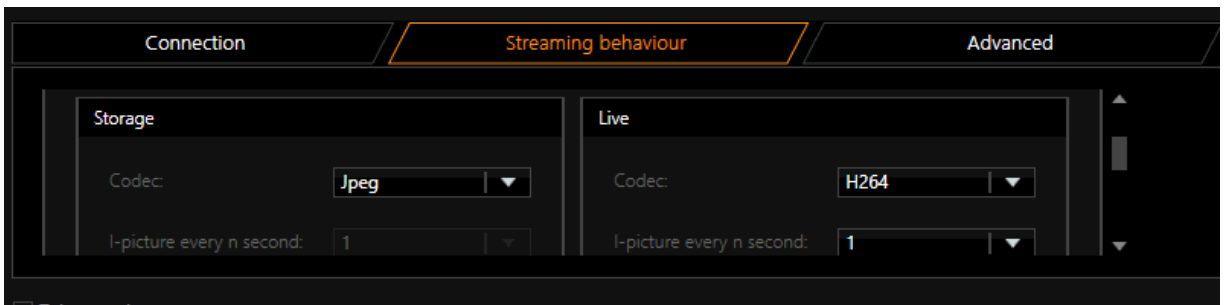 Connection
Streaming behaviour
Advanced
Storage
Live
Codec:
Jpeg
Codec:
H264
I-picture every n second:
1
I-picture every n second:
1